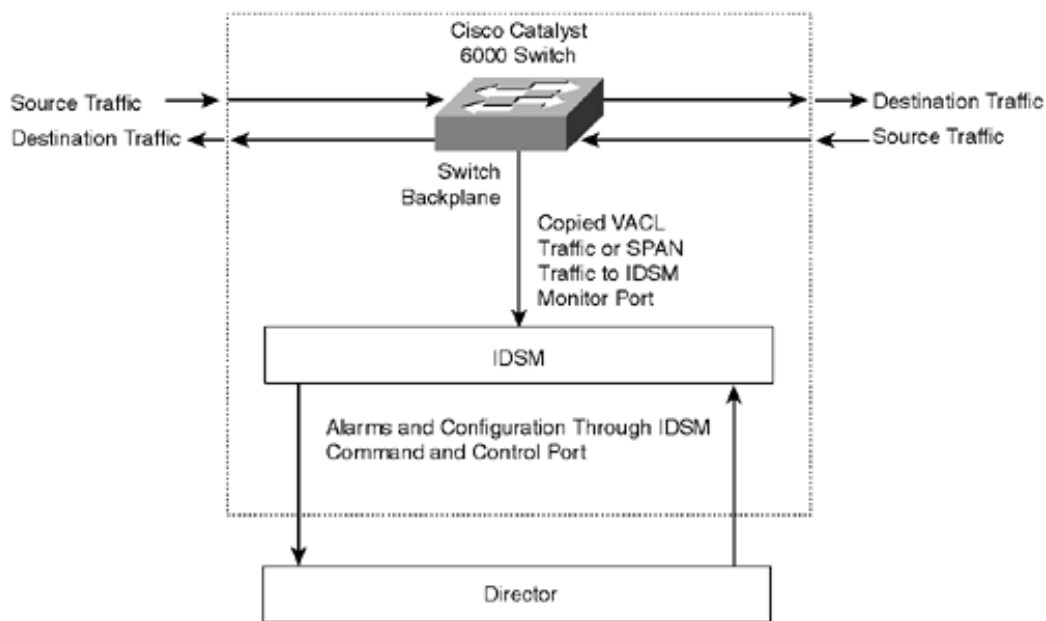 Cisco Catalyst
6000 Switch
Source Traffic
Destination Traffic
Destination Traffic
Source Traffic
Switch
Backplane
Copied VACL
Traffic or SPAN
Traffic to IDSM
Monitor Port
IDSM
Alarms and Configuration Through IDSM
Command and Control Port
Director